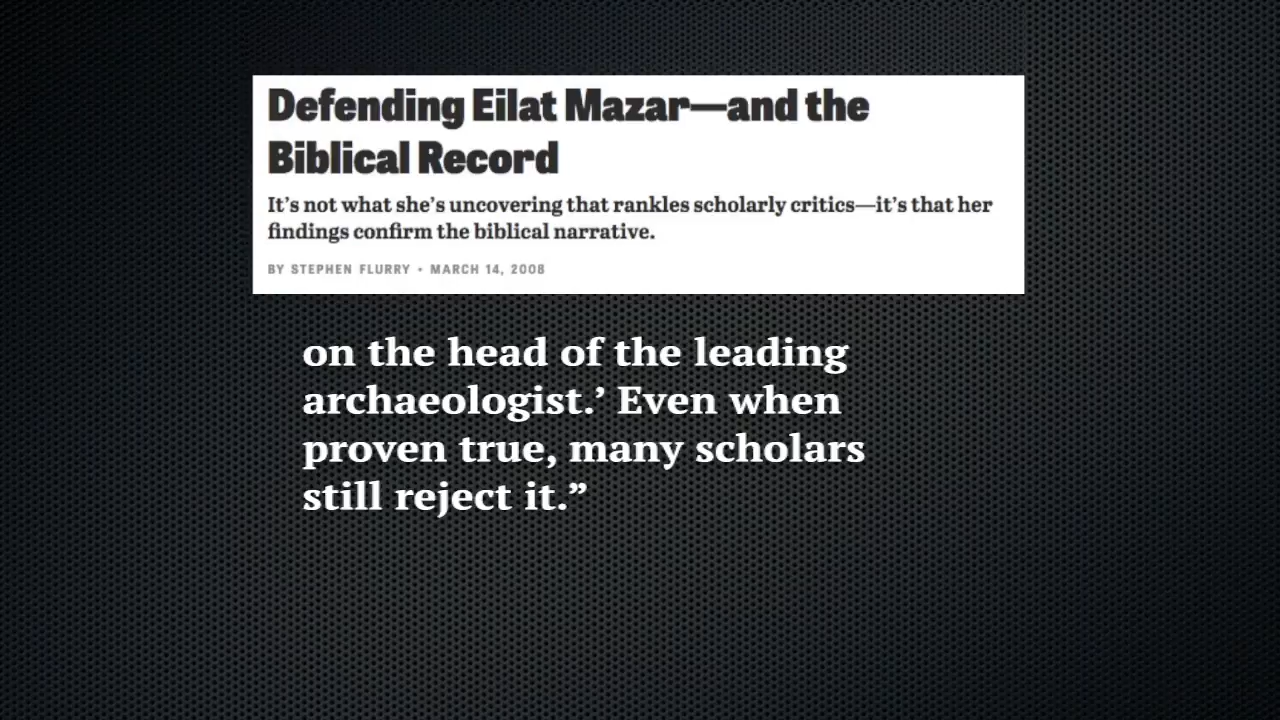 Defending Eilat Mazar—and the
Biblical Record
It’s not what she’s uncovering that rankles scholarly critics—it’s that her
findings confirm the biblical narrative.
BY STEPHEN FLURRY • MARCH 14, 2008
on the head of the leading
archaeologist.’ Even when
proven true, many scholars
still reject it.”